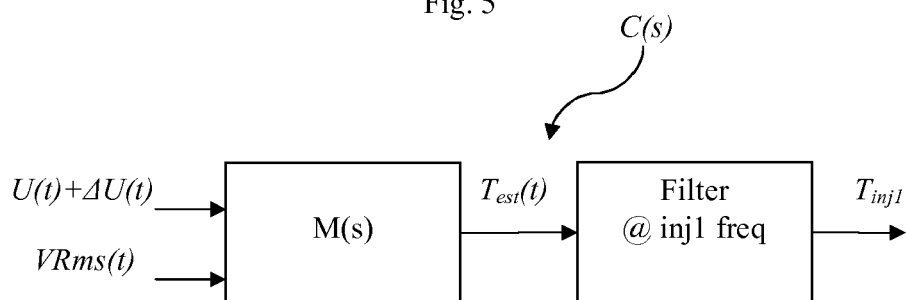 Fig. 5
C(s)
U(t)+ΔU(t)
VRms(t)
M(s)
T_est(t)
Filter
@ inj1 freq
T_inj1